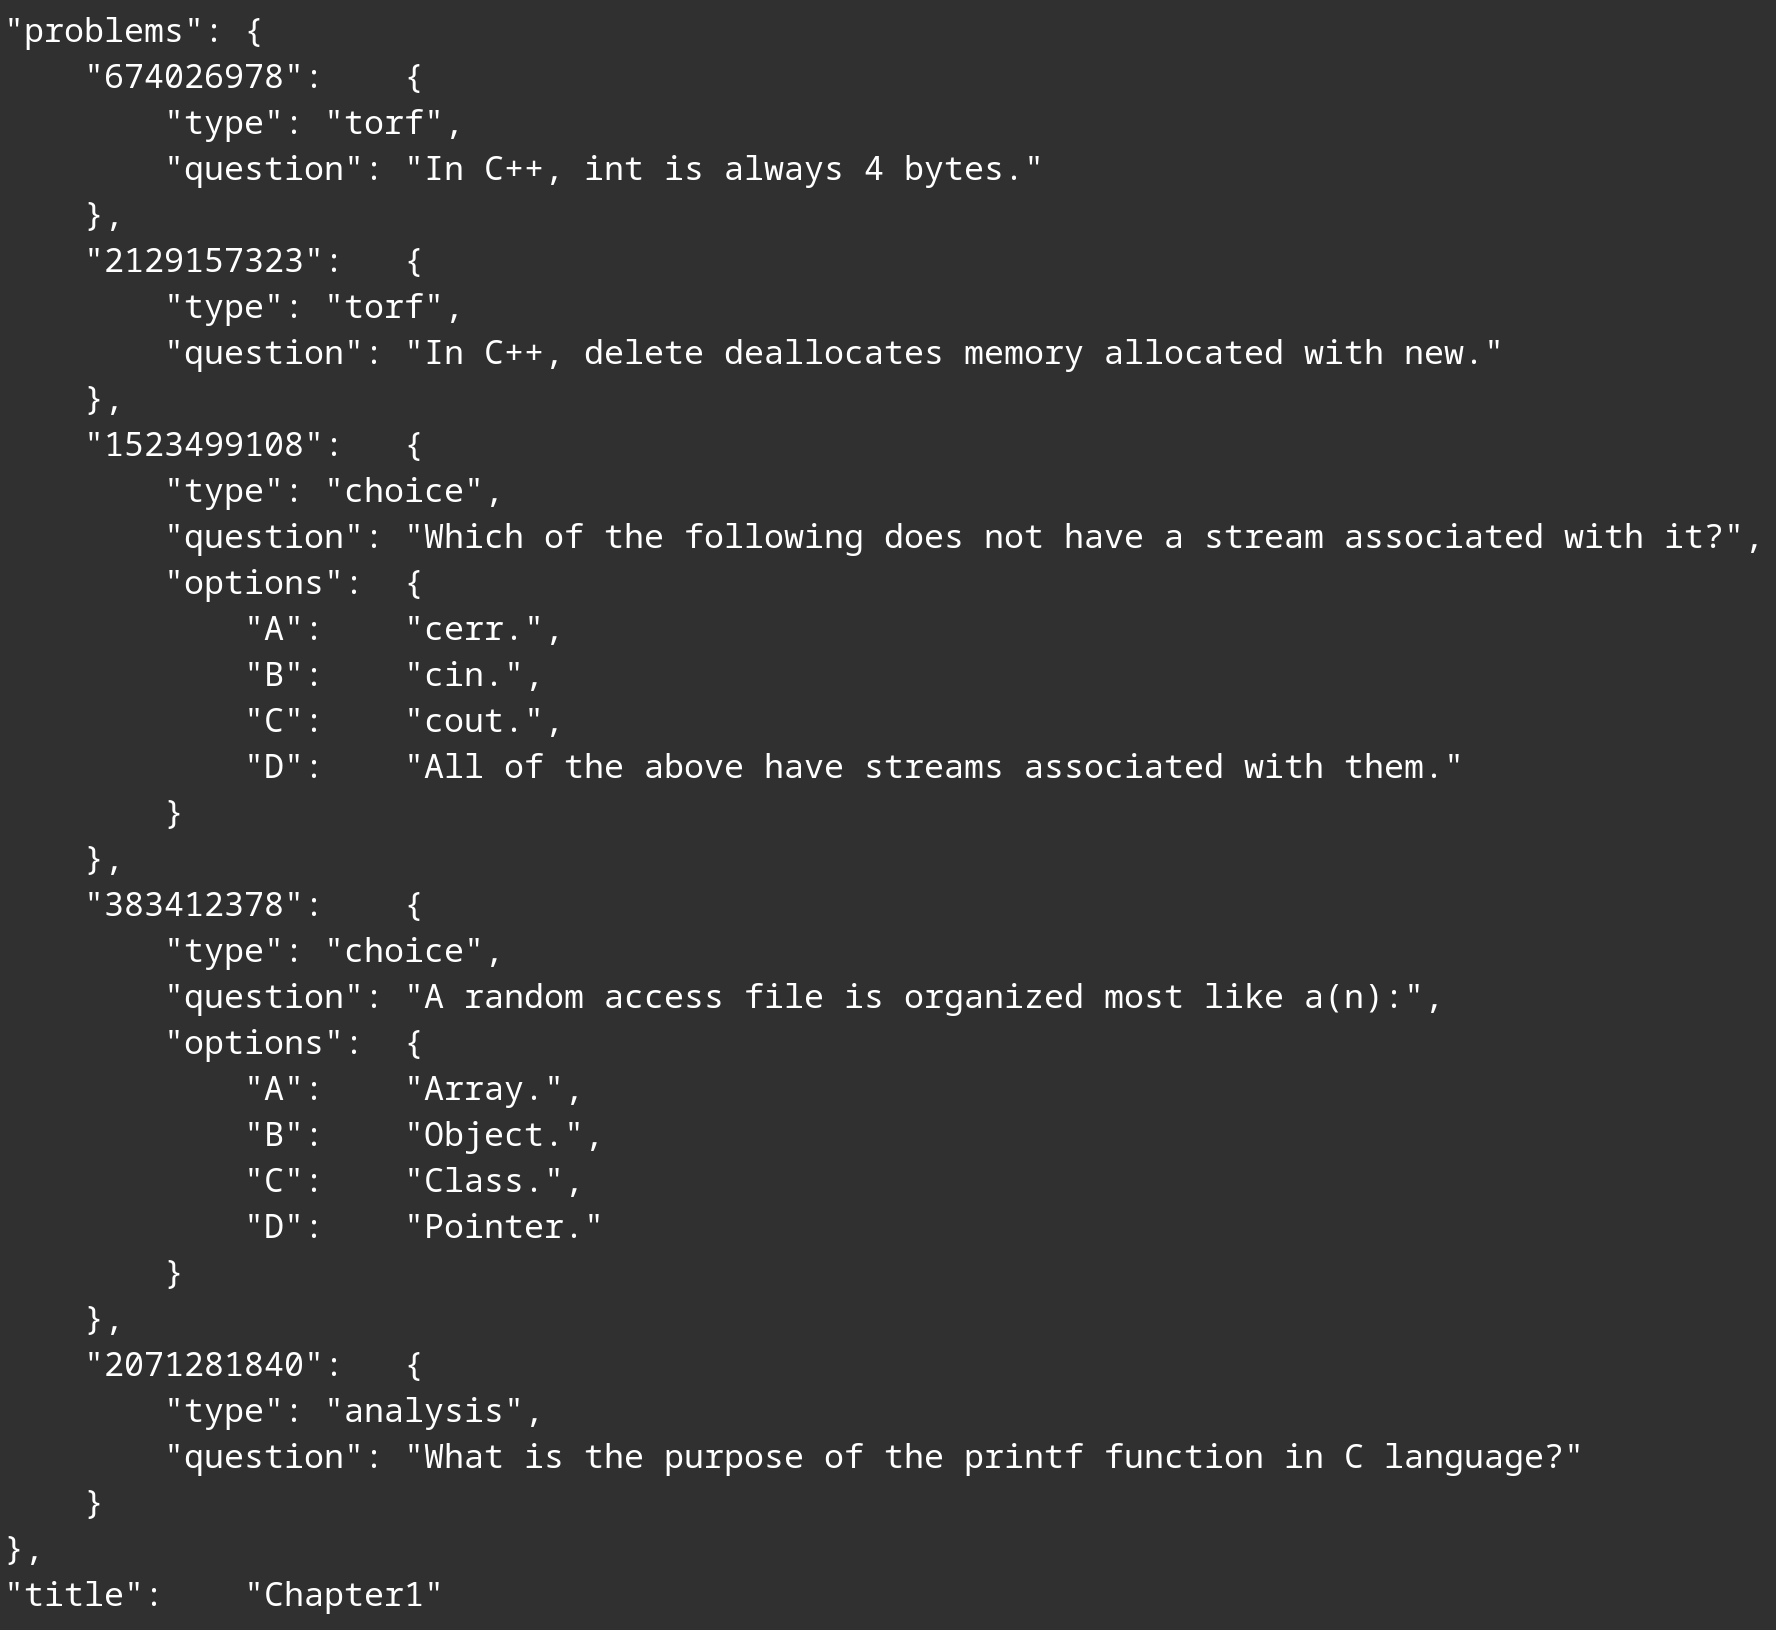 "problems": {
    "674026978":    {
        "type": "torf",
        "question": "In C++, int is always 4 bytes."
    },
    "2129157323":   {
        "type": "torf",
        "question": "In C++, delete deallocates memory allocated with new."
    },
    "1523499108":   {
        "type": "choice",
        "question": "Which of the following does not have a stream associated with it?",
        "options":  {
            "A":    "cerr.",
            "B":    "cin.",
            "C":    "cout.",
            "D":    "All of the above have streams associated with them."
        }
    },
    "383412378":    {
        "type": "choice",
        "question": "A random access file is organized most like a(n):",
        "options":  {
            "A":    "Array.",
            "B":    "Object.",
            "C":    "Class.",
            "D":    "Pointer."
        }
    },
    "2071281840":   {
        "type": "analysis",
        "question": "What is the purpose of the printf function in C language?"
    }
},
"title":    "Chapter1"